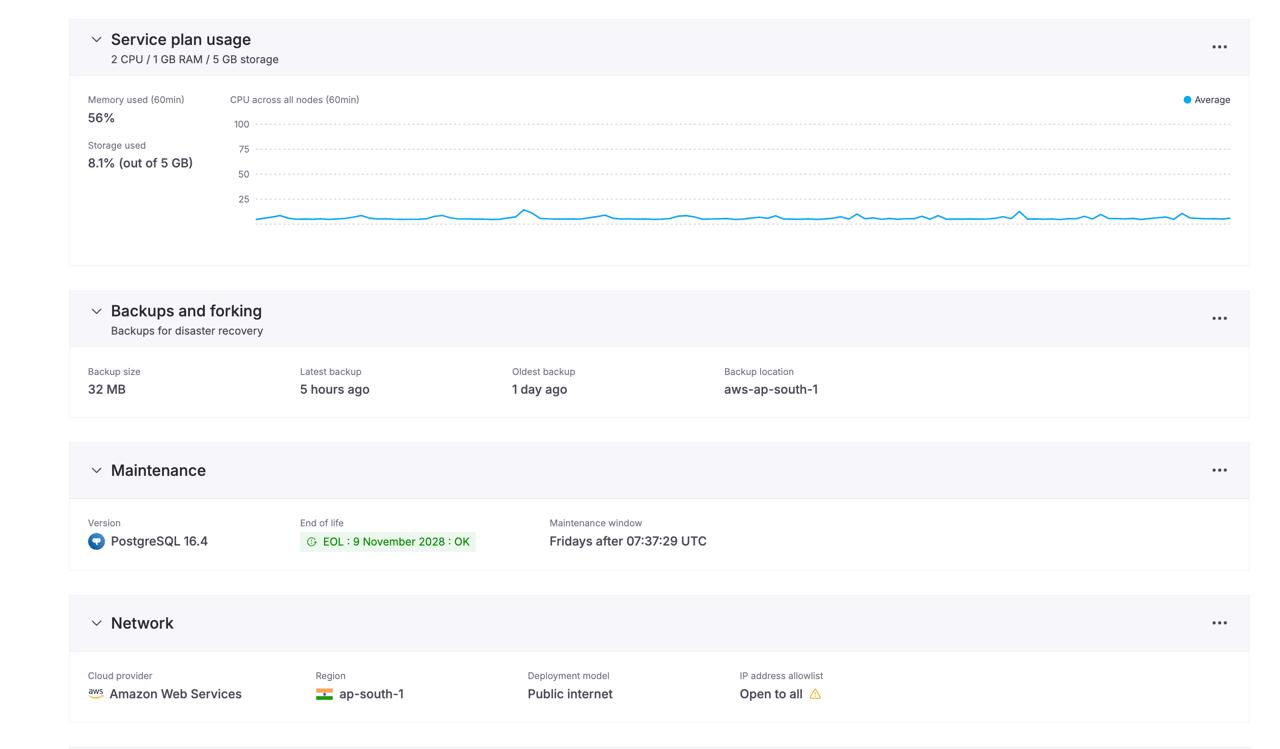 Service plan usage
2 CPU / 1 GB RAM / 5 GB storage
Memory used (60min)
56%
Storage used
8.1% (out of 5 GB)
CPU across all nodes (60min)
Average
100
75
50
25
Backups and forking
Backups for disaster recovery
Backup size
32 MB
Latest backup
5 hours ago
Oldest backup
1 day ago
Backup location
aws-ap-south-1
Maintenance
Version
PostgreSQL 16.4
End of life
EOL : 9 November 2028 : OK
Maintenance window
Fridays after 07:37:29 UTC
Network
Cloud provider
aws Amazon Web Services
Region
ap-south-1
Deployment model
Public internet
IP address allowlist
Open to all